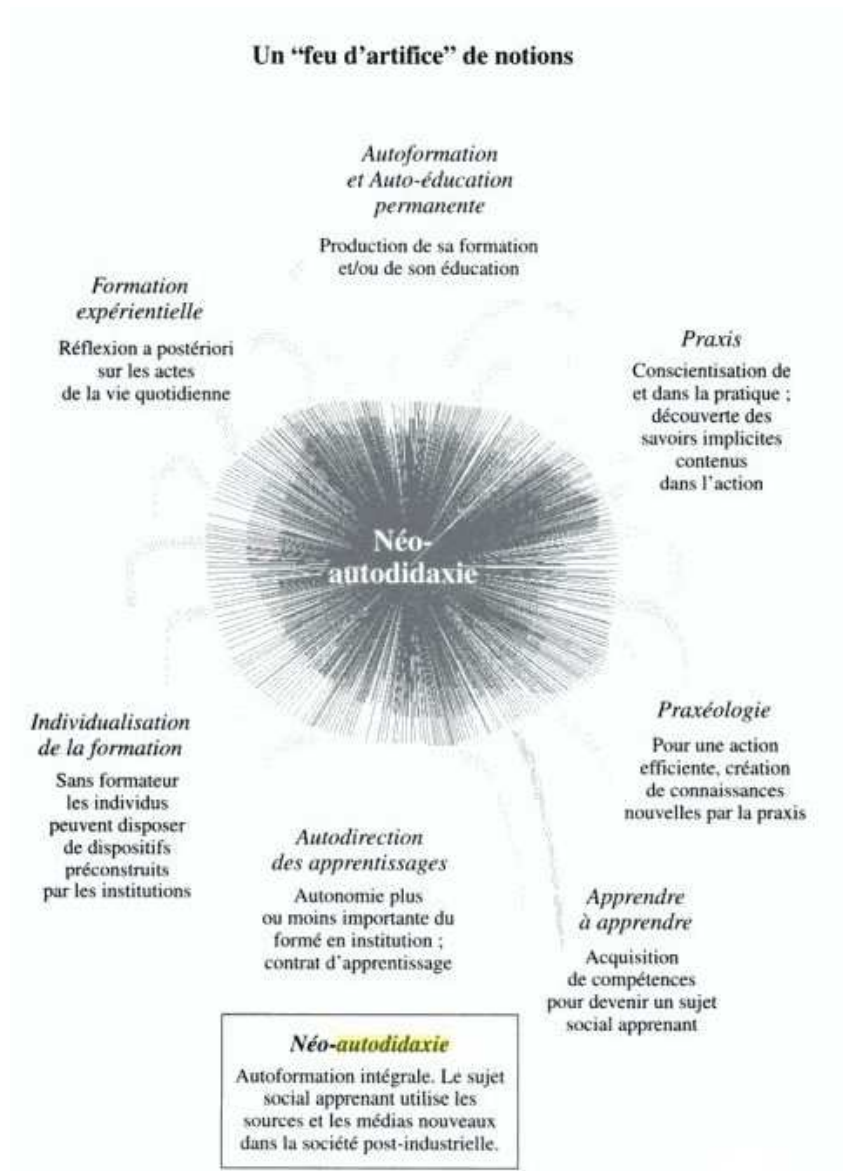 Un “feu d’artifice” de notions
Autoformation
et Auto-éducation
permanente
Production de sa formation
et/ou de son éducation
Formation
expérientielle
Réflexion a postériori
sur les actes
de la vie quotidienne
Praxis
Conscientisation de
et dans la pratique ;
découverte des
savoirs implicites
contenus
dans l’action
Néo-
autodidaxie
Individualisation
de la formation
Sans formateur
les individus
peuvent disposer
de dispositifs
préconstruits
par les institutions
Praxéologie
Pour une action
efficiente, création
de connaissances
nouvelles par la praxis
Autodirection
des apprentissages
Autonomie plus
ou moins importante du
formé en institution ;
contrat d’apprentissage
Apprendre
à apprendre
Acquisition
de compétences
pour devenir un sujet
social apprenant
Néo-autodidaxie
Autoformation intégrale. Le sujet
social apprenant utilise les
sources et les médias nouveaux
dans la société post-industrielle.